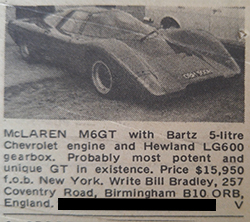 McLAREN M6GT with Bartz 5-litre
Chevrolet engine and Hewland LG600
gearbox. Probably most potent and
unique GT in existence. Price $15,950
f.o.b. New York. Write Bill Bradley, 257
Coventry Road, Birmingham B10 ORB,
England. V